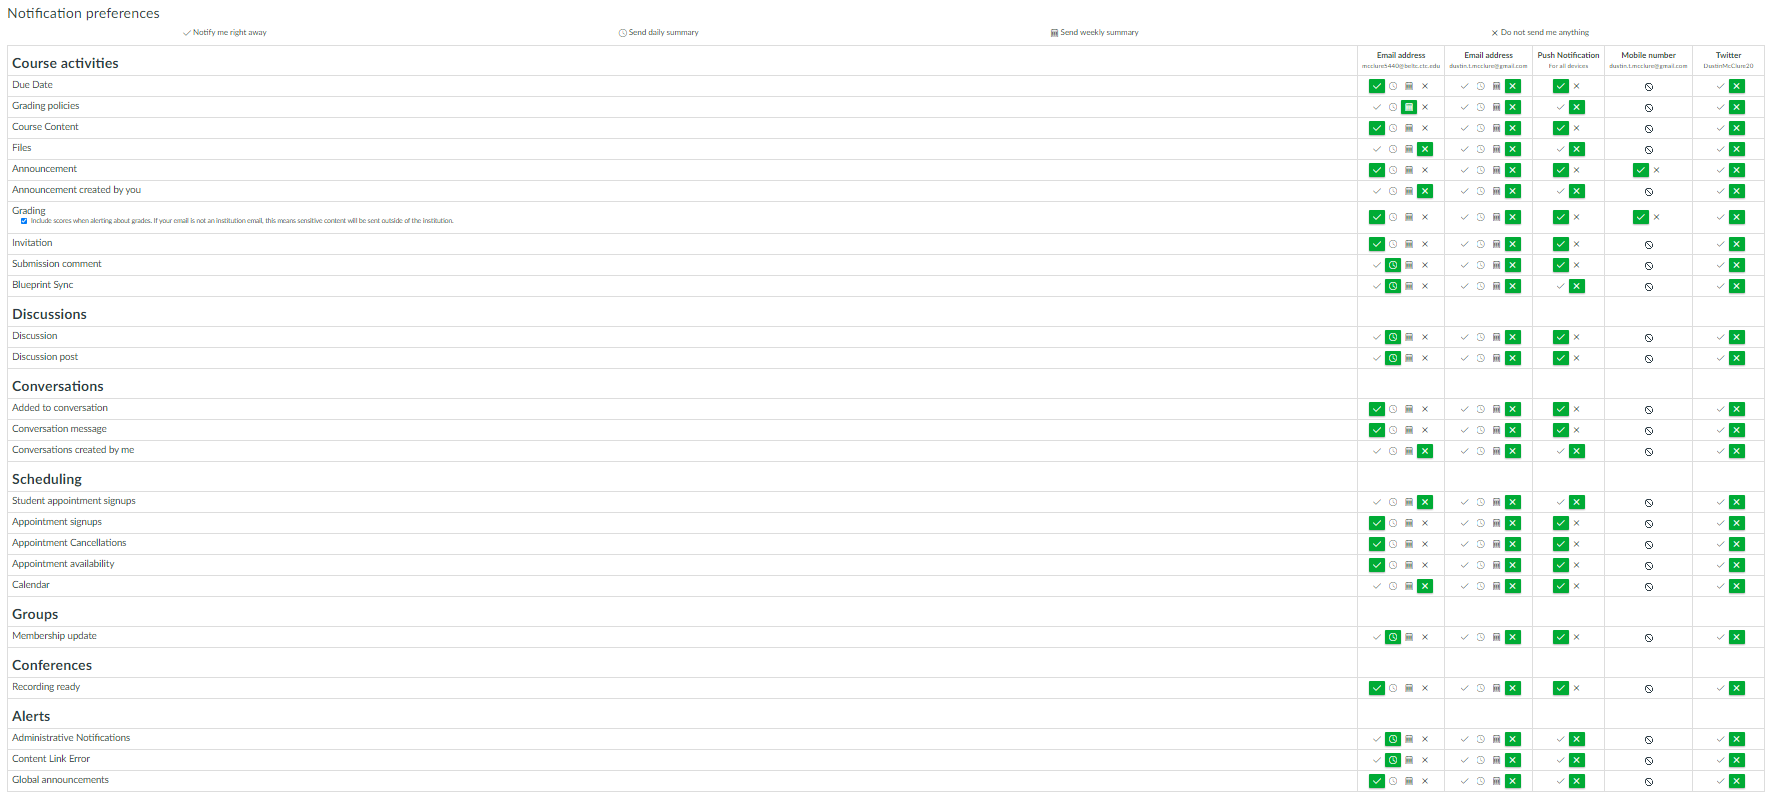 Notification preferences
Notify me right away
Send daily summary
Send weekly summary
Do not send me anything
Course activities
Email address
mcclure5440@beltc.ctc.edu
Email address
dustin.t.mcclure@gmail.com
Push Notification
For all devices
Mobile number
dustin.t.mcclure@gmail.com
Twitter
DustinMcClure20
Due Date
Grading policies
Course Content
Files
Announcement
Announcement created by you
Grading
Include scores when alerting about grades. If your email is not an institution email, this means sensitive content will be sent outside of the institution.
Invitation
Submission comment
Blueprint Sync
Discussions
Discussion
Discussion post
Conversations
Added to conversation
Conversation message
Conversations created by me
Scheduling
Student appointment signups
Appointment signups
Appointment Cancellations
Appointment availability
Calendar
Groups
Membership update
Conferences
Recording ready
Alerts
Administrative Notifications
Content Link Error
Global announcements